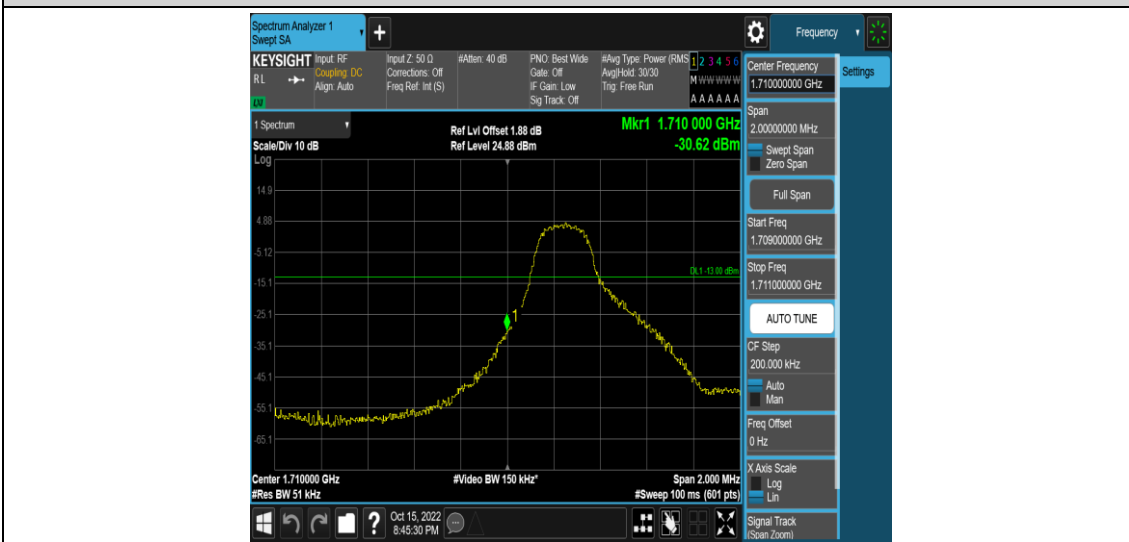 Spectrum Analyzer 1
Swept SA
+
Frequency
KEYSIGHT Input: RF
RL
Coupling: DC
Align: Auto
LXI
Input Z: 50 Ω
Corrections: Off
Freq Ref: Int (S)
#Atten: 40 dB
PNO: Best Wide
Gate: Off
IF Gain: Low
Sig Track: Off
#Avg Type: Power (RMS
Avg|Hold: 30/30
Trig: Free Run
1 2 3 4 5 6
M W W W W W
A A A A A A
1 Spectrum
Scale/Div 10 dB
Log
Ref Lvl Offset 1.88 dB
Ref Level 24.88 dBm
Mkr1 1.710 000 GHz
-30.62 dBm
14.9
4.88
-5.12
-15.1
-25.1
-35.1
-45.1
-55.1
-65.1
DL1 -13.00 dBm
1
Center 1.710000 GHz
#Res BW 51 kHz
#Video BW 150 kHz*
Span 2.000 MHz
#Sweep 100 ms (601 pts)
Center Frequency
1.710000000 GHz
Settings
Span
2.00000000 MHz
Swept Span
Zero Span
Full Span
Start Freq
1.709000000 GHz
Stop Freq
1.711000000 GHz
AUTO TUNE
CF Step
200.000 kHz
Auto
Man
Freq Offset
0 Hz
X Axis Scale
Log
Lin
Signal Track
(Span Zoom)
?
Oct 15, 2022
8:45:30 PM